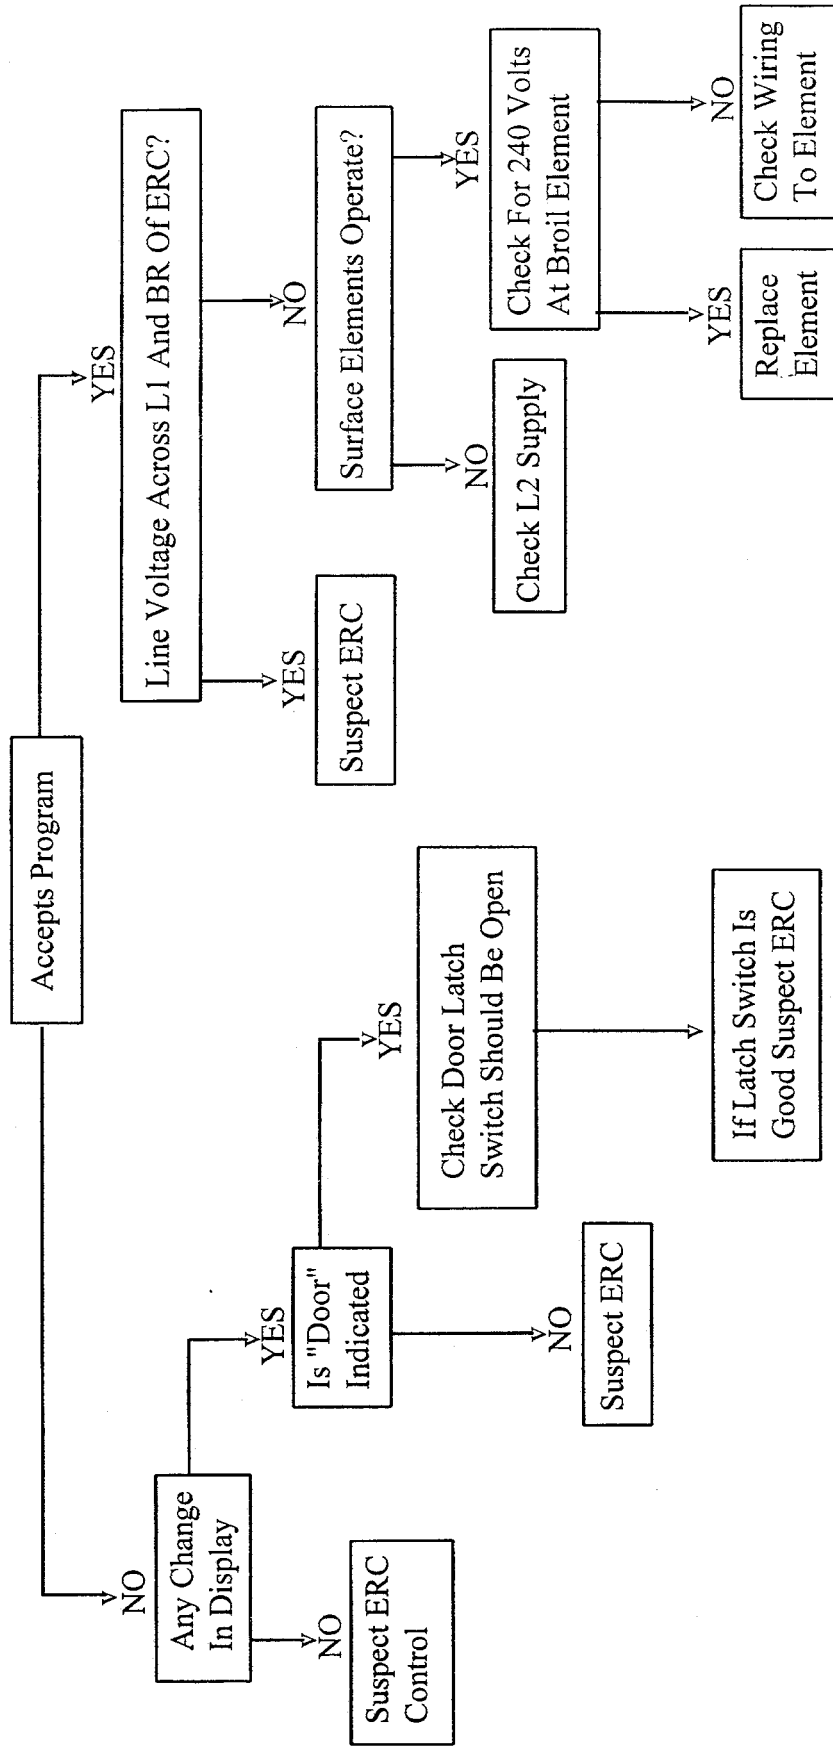 Accepts Program
NO
Any Change
In Display
NO
Suspect ERC
Control
YES
Is "Door"
Indicated
NO
Suspect ERC
YES
Check Door Latch
Switch Should Be Open
If Latch Switch Is
Good Suspect ERC
YES
Line Voltage Across L1 And BR Of ERC?
YES
Suspect ERC
NO
Surface Elements Operate?
NO
Check L2 Supply
YES
Check For 240 Volts
At Broil Element
YES
Replace
Element
NO
Check Wiring
To Element